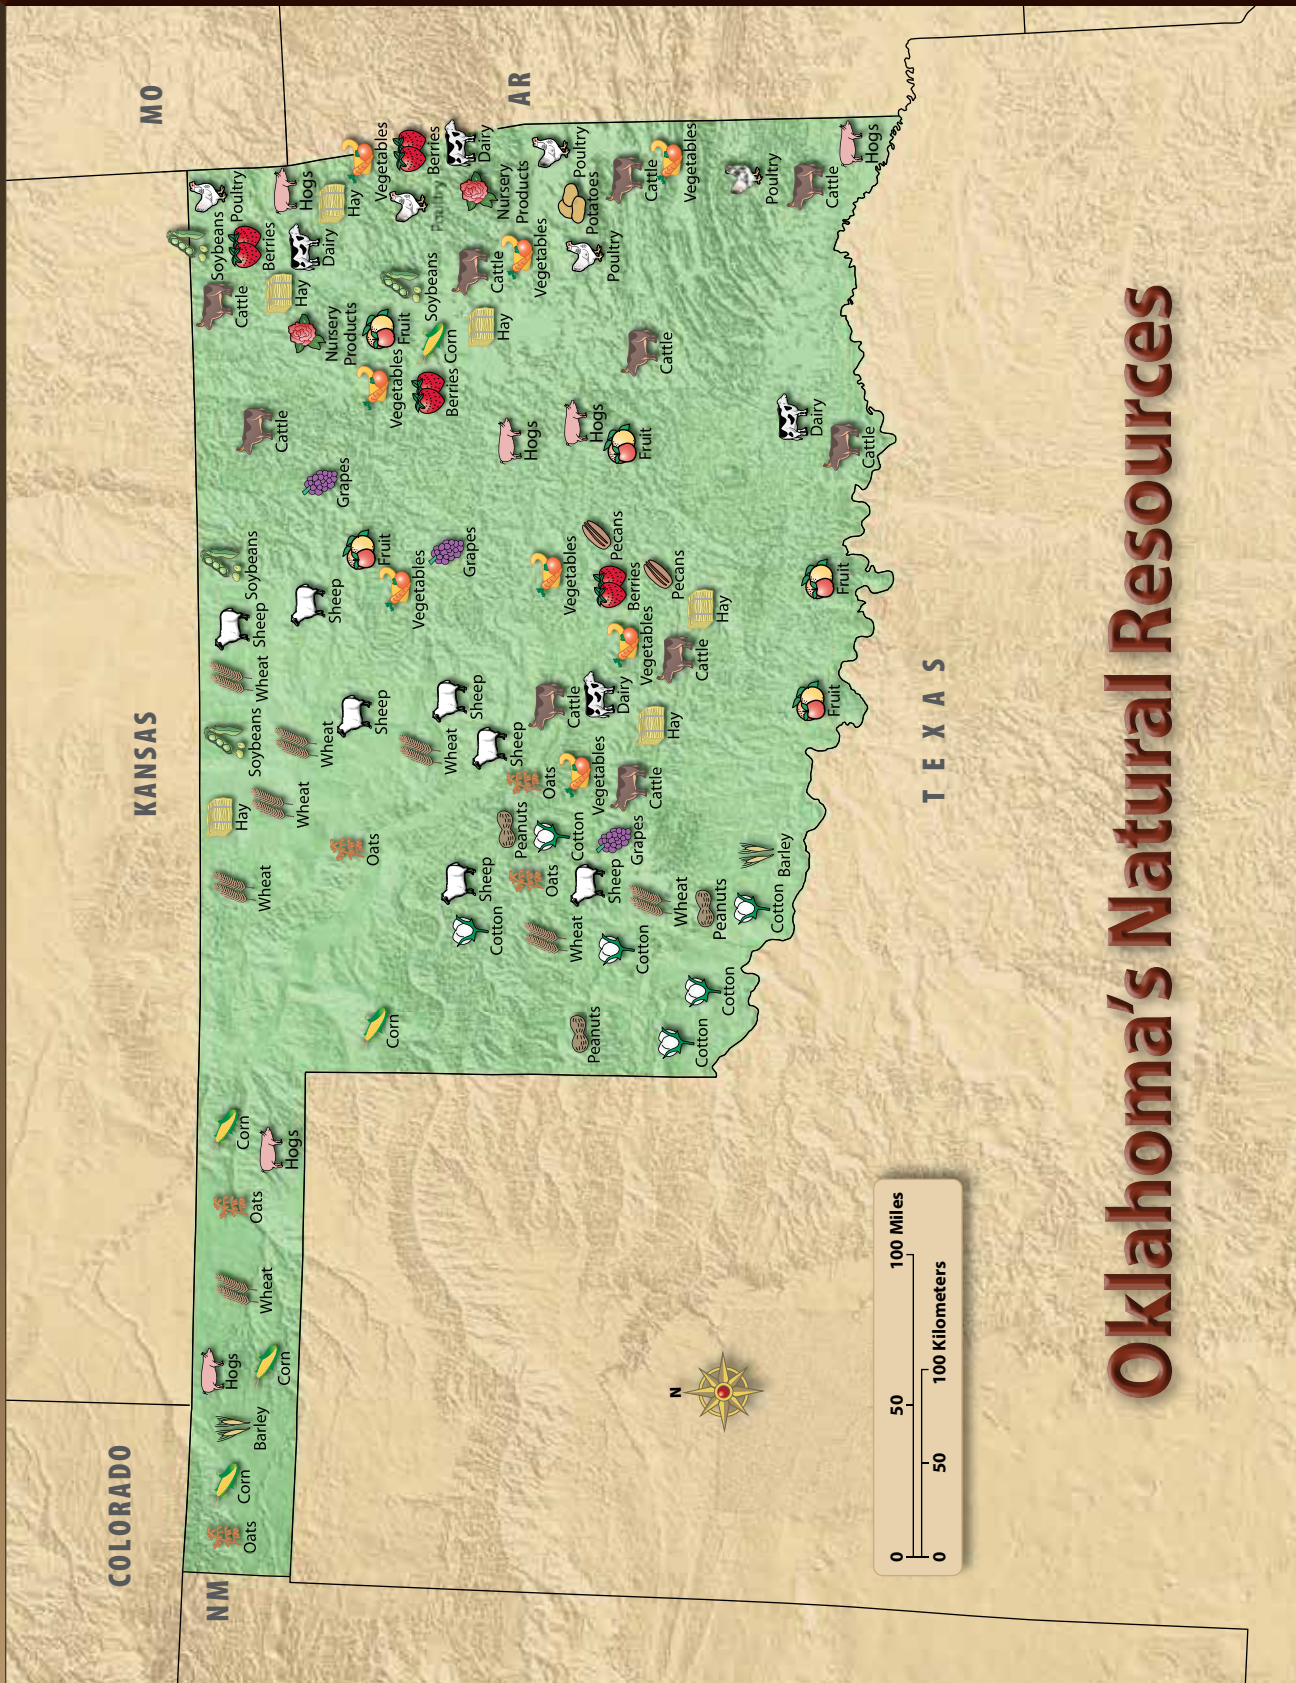 COLORADO
KANSAS
MO
NM
AR
Soybeans
Hogs
Poultry
Cattle
Corn
Corn
Hay
Oats
Soybeans
Soybeans
Oats
Barley
Wheat
Sheep
Wheat
Wheat
Berries
Cattle
Corn
Hogs
Wheat
Hay
Hogs
Wheat
Dairy
Sheep
Nursery
Products
Grapes
Hay
Oats
Sheep
Fruit
Vegetables
Corn
Vegetables
Fruit
Vegetables
Soybeans
Berries
Poultry
Wheat
Berries
Corn
Grapes
Sheep
Sheep
Dairy
Cotton
Cattle
Hay
Nursery
Products
Sheep
Peanuts
Hogs
Vegetables
Oats
Oats
Vegetables
Cattle
Wheat
Cotton
Poultry
Potatoes
Peanuts
Hogs
Vegetables
Sheep
Poultry
Pecans
Dairy
Berries
Grapes
Cotton
Fruit
Vegetables
Cattle
Cattle
Cattle
Hay
Pecans
Wheat
Vegetables
Cotton
Cattle
Peanuts
Hay
Cotton
Poultry
Cotton
Barley
Dairy
Cattle
Fruit
Fruit
Cattle
Hogs
N
TEXAS
0 50 100 Miles
0 50 100 Kilometers
Oklahoma's Natural Resources